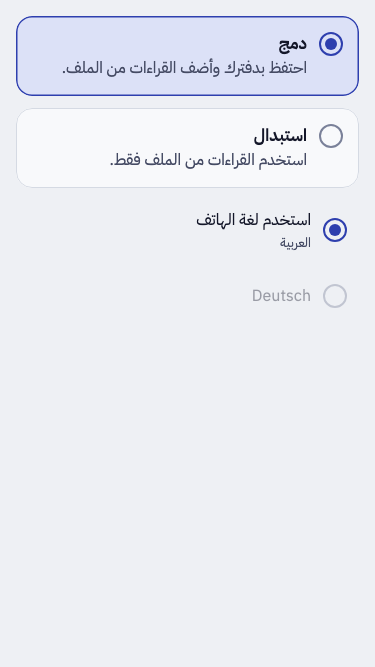 دمج
احتفظ بدفترك وأضف القراءات من الملف.
استبدال
استخدم القراءات من الملف فقط.
استخدم لغة الهاتف
العربية
Deutsch